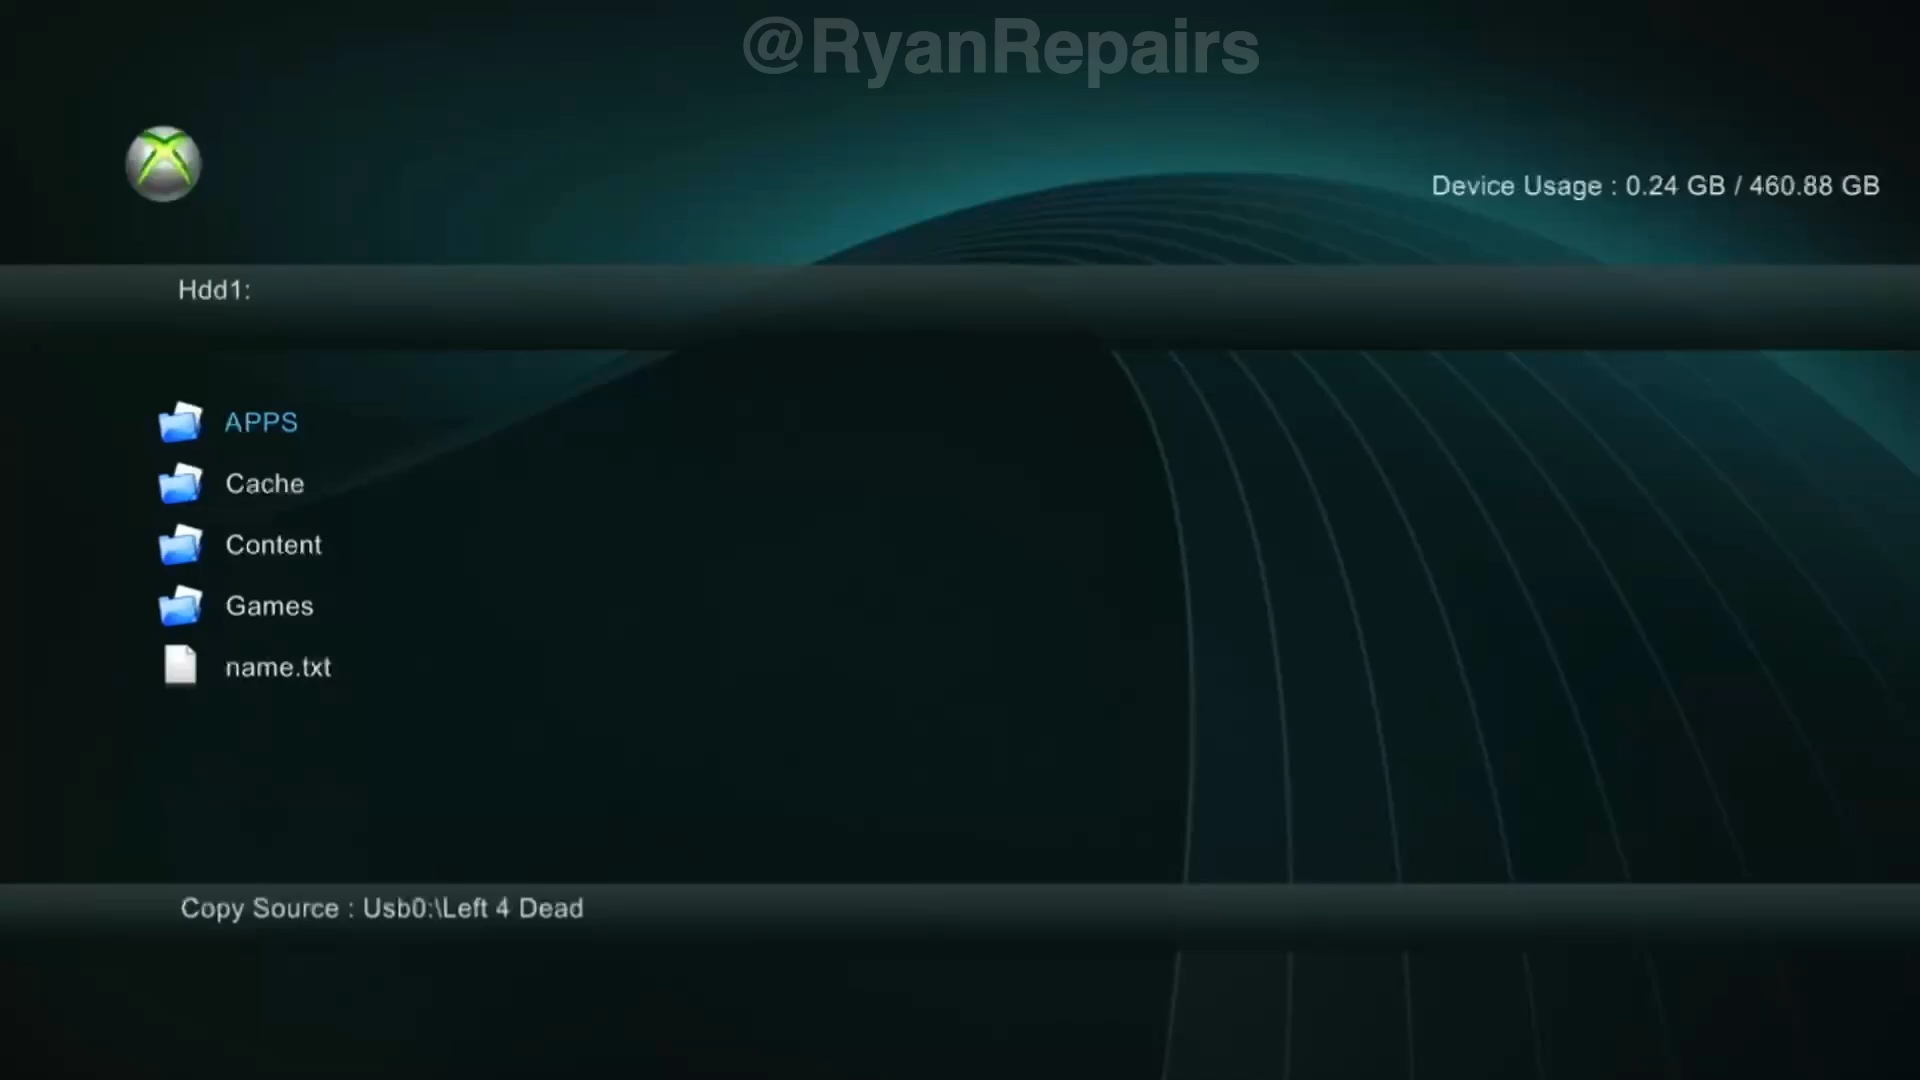 @RyanRepairs
Device Usage : 0.24 GB / 460.88 GB
Hdd1:
APPS
Cache
Content
Games
name.txt
Copy Source : Usb0:\Left 4 Dead